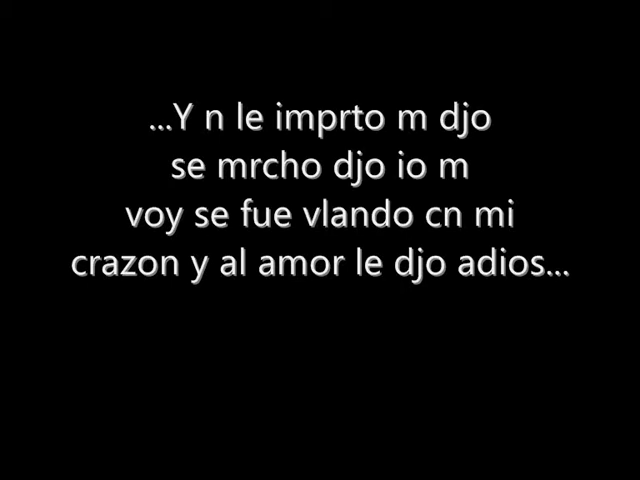 ...Y n le imprto m djo
se mrcho djo io m
voy se fue vlando cn mi
crazon y al amor le djo adios...